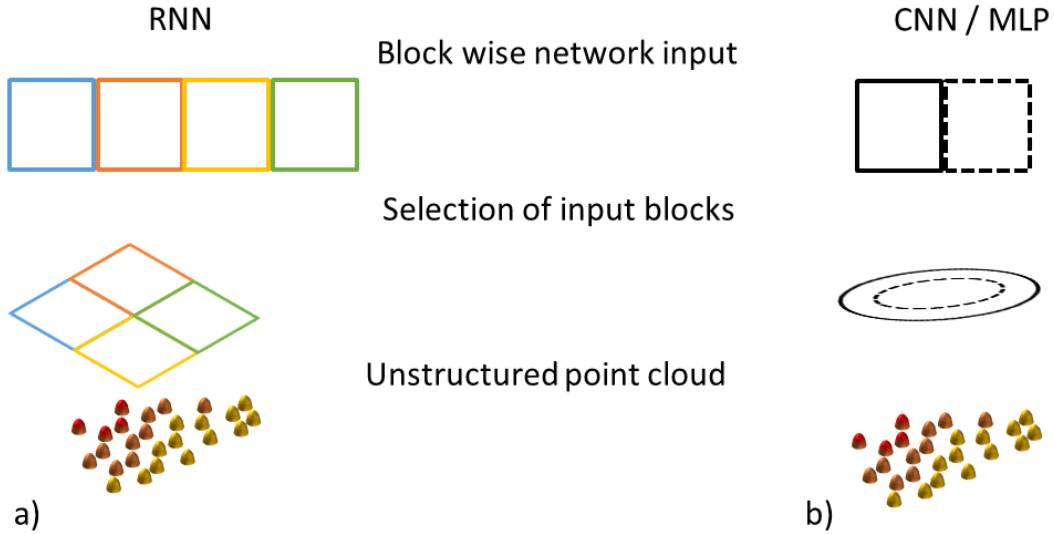 RNN
CNN / MLP
Block wise network input
Selection of input blocks
Unstructured point cloud
a)
b)